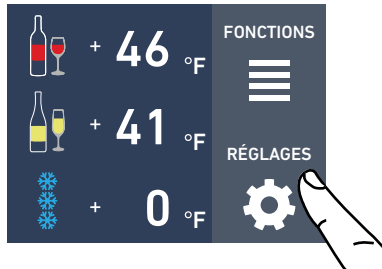 + 46 °F
+ 41 °F
+ 0 °F
FONCTIONS
RÉGLAGES